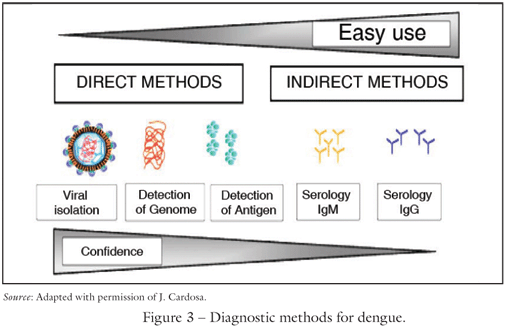 Easy use
DIRECT METHODS
INDIRECT METHODS
Viral
isolation
Detection
of Genome
Detection
of Antigen
Serology
IgM
Serology
IgG
Confidence
Source: Adapted with permission of J. Cardosa.
Figure 3 – Diagnostic methods for dengue.